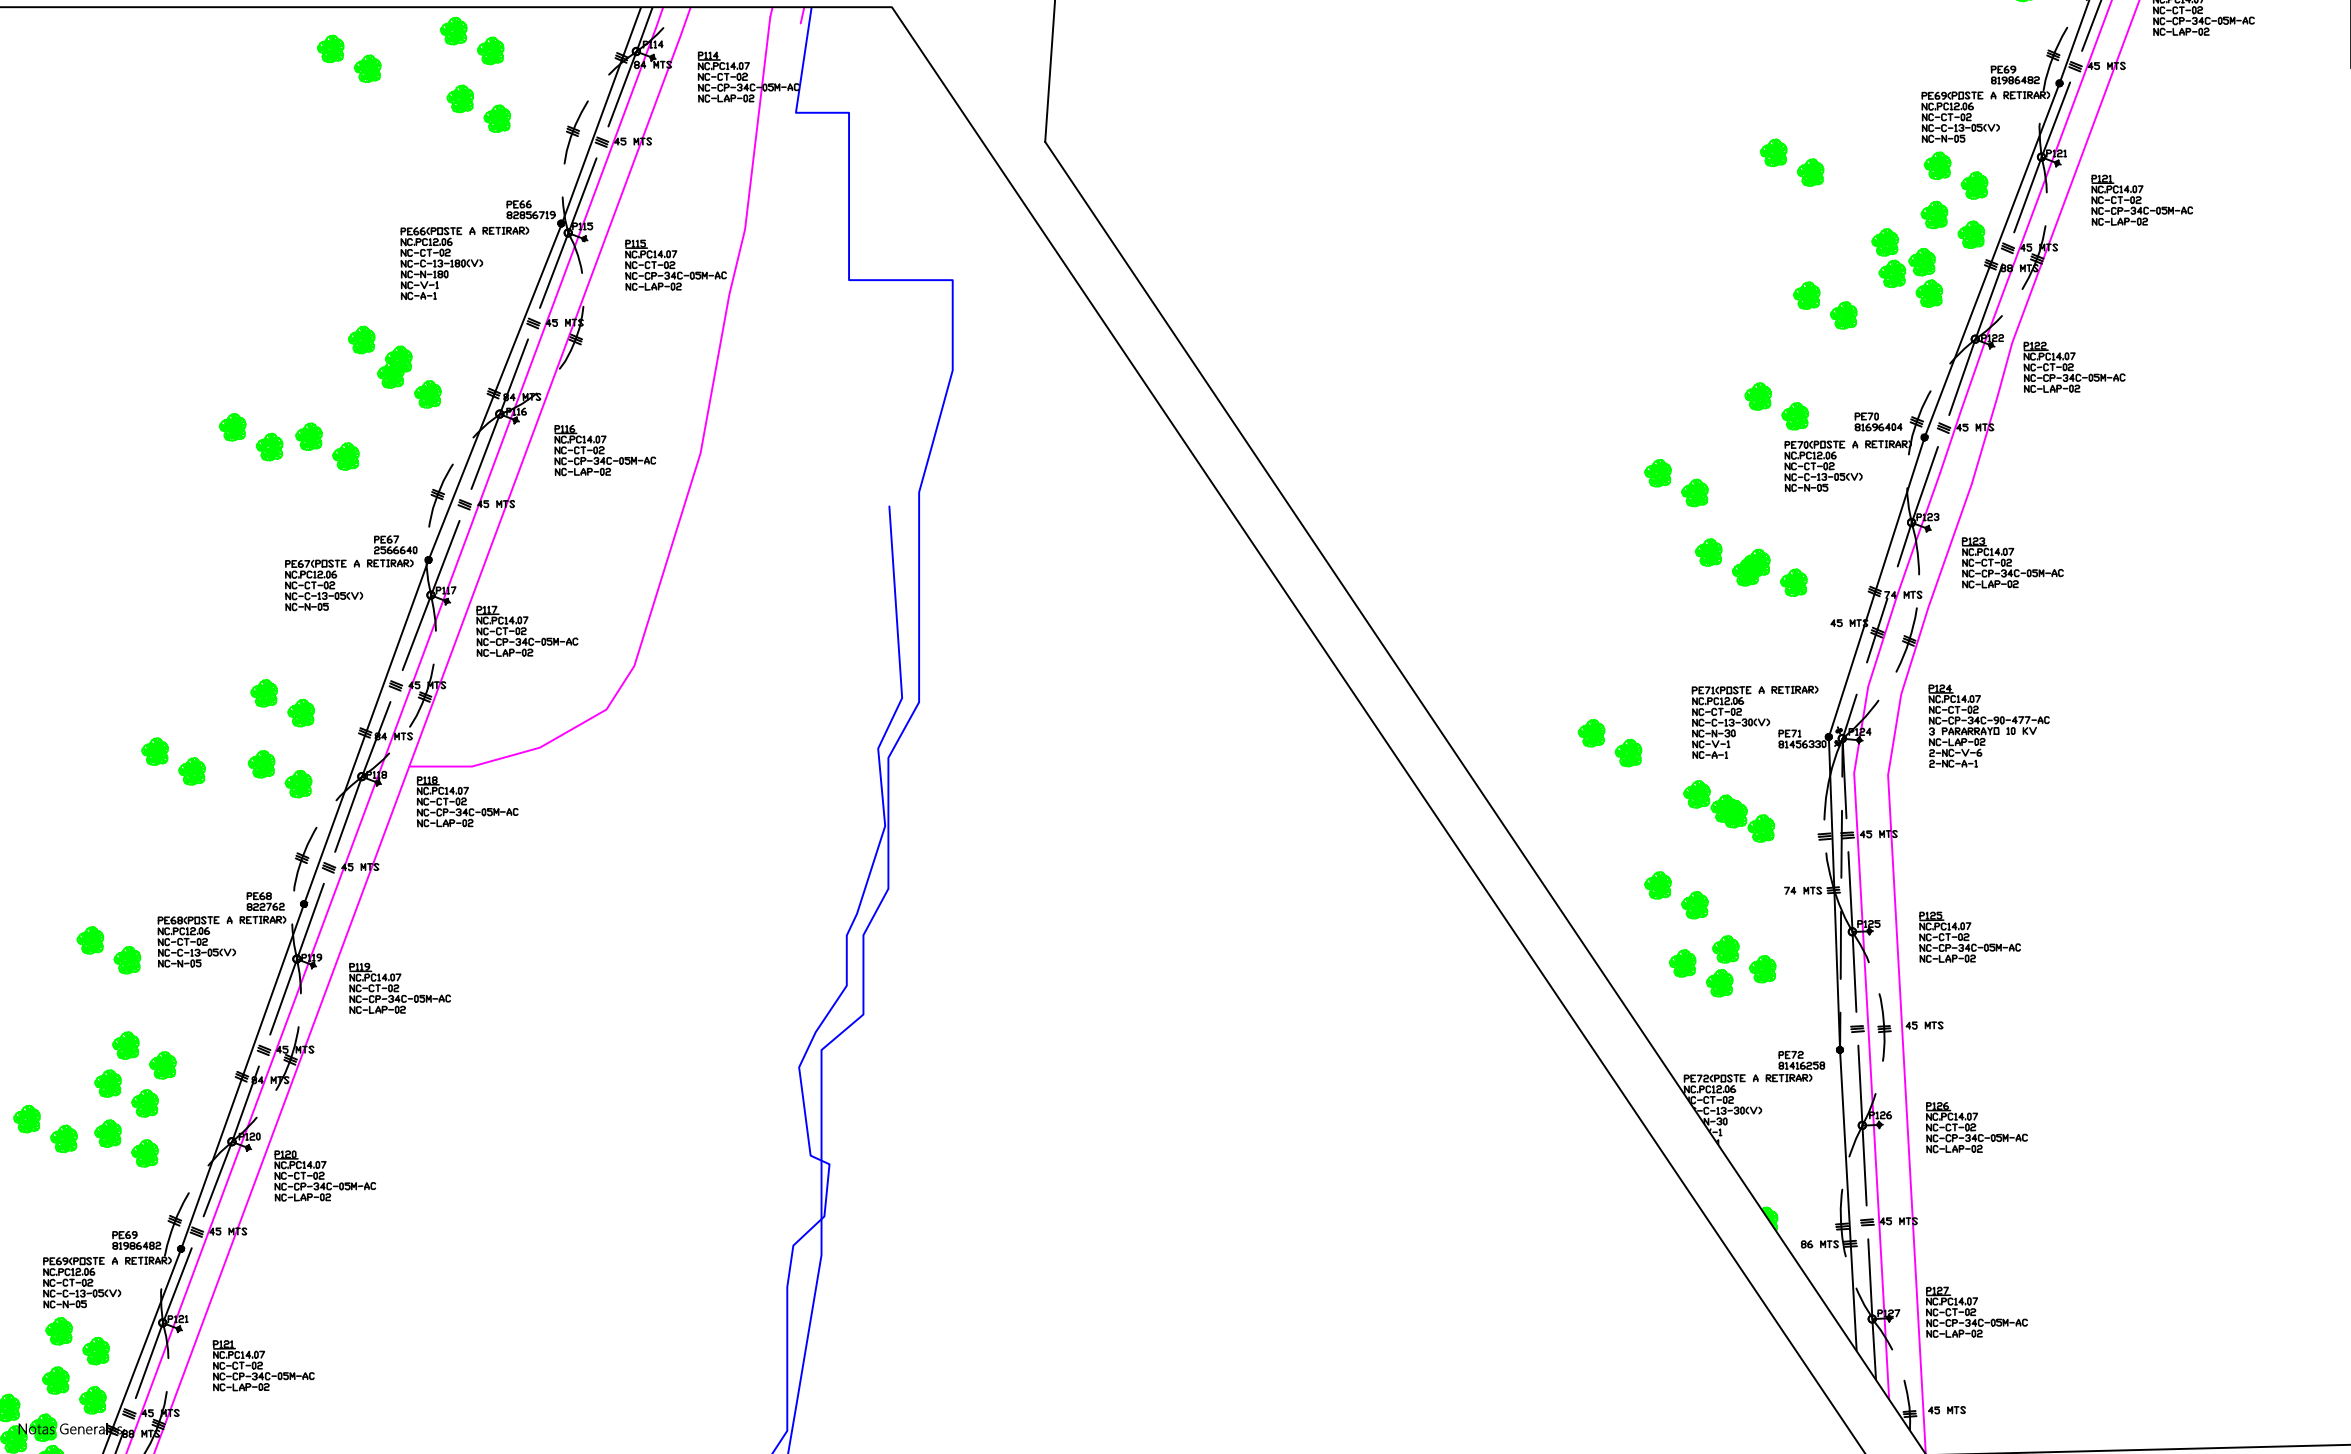 P114
84 MTS
P114
NC.PC14.07
NC-CT-02
NC-CP-34C-05M-AC
NC-LAP-02
45 MTS
PE66
82856719
P115
PE66(POSTE A RETIRAR)
NC.PC12.06
NC-CT-02
NC-C-13-180(V)
NC-N-180
NC-V-1
NC-A-1
P115
NC.PC14.07
NC-CT-02
NC-CP-34C-05M-AC
NC-LAP-02
45 MTS
84 MTS
P116
P116
NC.PC14.07
NC-CT-02
NC-CP-34C-05M-AC
NC-LAP-02
45 MTS
PE67
2566640
PE67(POSTE A RETIRAR)
NC.PC12.06
NC-CT-02
NC-C-13-05(V)
NC-N-05
P117
P117
NC.PC14.07
NC-CT-02
NC-CP-34C-05M-AC
NC-LAP-02
45 MTS
84 MTS
P118
P118
NC.PC14.07
NC-CT-02
NC-CP-34C-05M-AC
NC-LAP-02
45 MTS
PE68
822762
PE68(POSTE A RETIRAR)
NC.PC12.06
NC-CT-02
NC-C-13-05(V)
NC-N-05
P119
P119
NC.PC14.07
NC-CT-02
NC-CP-34C-05M-AC
NC-LAP-02
45 MTS
84 MTS
P120
P120
NC.PC14.07
NC-CT-02
NC-CP-34C-05M-AC
NC-LAP-02
45 MTS
PE69
81986482
PE69(POSTE A RETIRAR)
NC.PC12.06
NC-CT-02
NC-C-13-05(V)
NC-N-05
P121
P121
NC.PC14.07
NC-CT-02
NC-CP-34C-05M-AC
NC-LAP-02
45 MTS
Notas Generales
88 MTS
NC.PC14.07
NC-CT-02
NC-CP-34C-05M-AC
NC-LAP-02
45 MTS
PE69
81986482
PE69(POSTE A RETIRAR)
NC.PC12.06
NC-CT-02
NC-C-13-05(V)
NC-N-05
P121
P121
NC.PC14.07
NC-CT-02
NC-CP-34C-05M-AC
NC-LAP-02
45 MTS
88 MTS
P122
P122
NC.PC14.07
NC-CT-02
NC-CP-34C-05M-AC
NC-LAP-02
45 MTS
PE70
81696404
PE70(POSTE A RETIRAR)
NC.PC12.06
NC-CT-02
NC-C-13-05(V)
NC-N-05
P123
P123
NC.PC14.07
NC-CT-02
NC-CP-34C-05M-AC
NC-LAP-02
74 MTS
45 MTS
PE71(POSTE A RETIRAR)
NC.PC12.06
NC-CT-02
NC-C-13-30(V)
NC-N-30
NC-V-1
NC-A-1
PE71
81456330
P124
P124
NC.PC14.07
NC-CT-02
NC-CP-34C-90-477-AC
3 PARARRAYO 10 KV
NC-LAP-02
2-NC-V-6
2-NC-A-1
45 MTS
74 MTS
P125
P125
NC.PC14.07
NC-CT-02
NC-CP-34C-05M-AC
NC-LAP-02
45 MTS
PE72
81416258
PE72(POSTE A RETIRAR)
NC.PC12.06
C-CT-02
-C-13-30(V)
N-30
-1
P126
P126
NC.PC14.07
NC-CT-02
NC-CP-34C-05M-AC
NC-LAP-02
45 MTS
86 MTS
P127
P127
NC.PC14.07
NC-CT-02
NC-CP-34C-05M-AC
NC-LAP-02
45 MTS